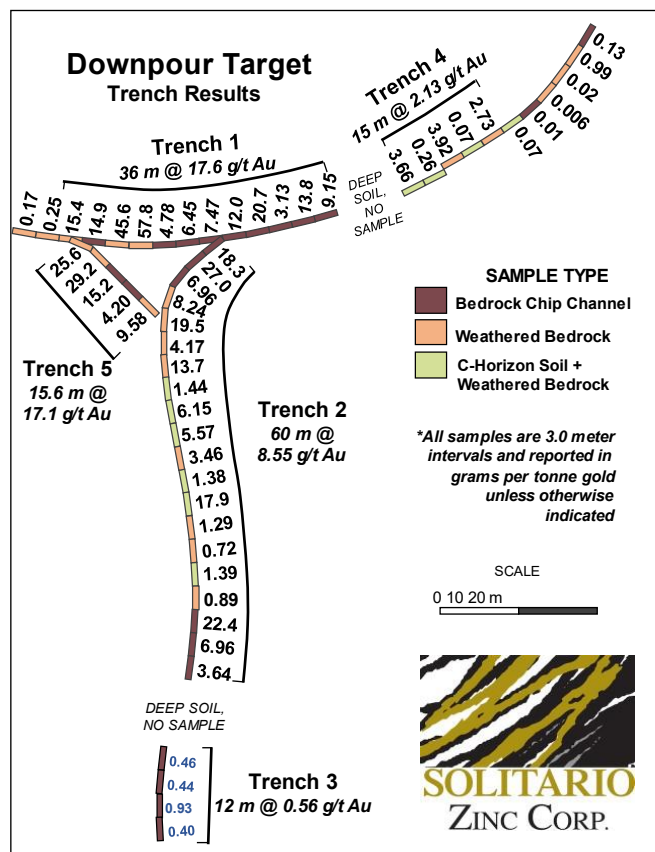 Downpour Target
Trench Results
Trench 1
36 m @ 17.6 g/t Au
0.17
0.25
15.4
14.9
45.6
57.8
4.78
6.45
7.47
12.0
20.7
3.13
13.8
9.15
DEEP
SOIL,
NO
SAMPLE
Trench 4
15 m @ 2.13 g/t Au
3.66
0.26
3.92
0.07
2.73
0.07
0.01
0.006
0.02
0.99
0.13
25.6
29.2
15.2
4.20
9.58
Trench 5
15.6 m @
17.1 g/t Au
18.3
27.0
6.96
8.24
19.5
4.17
13.7
1.44
6.15
5.57
3.46
1.38
17.9
1.29
0.72
1.39
0.89
22.4
6.96
3.64
Trench 2
60 m @
8.55 g/t Au
DEEP SOIL,
NO SAMPLE
0.46
0.44
0.93
0.40
Trench 3
12 m @ 0.56 g/t Au
SAMPLE TYPE
Bedrock Chip Channel
Weathered Bedrock
C-Horizon Soil +
Weathered Bedrock
*All samples are 3.0 meter
intervals and reported in
grams per tonne gold
unless otherwise
indicated
SCALE
0 10 20 m
SOLITARIO
ZINC CORP.